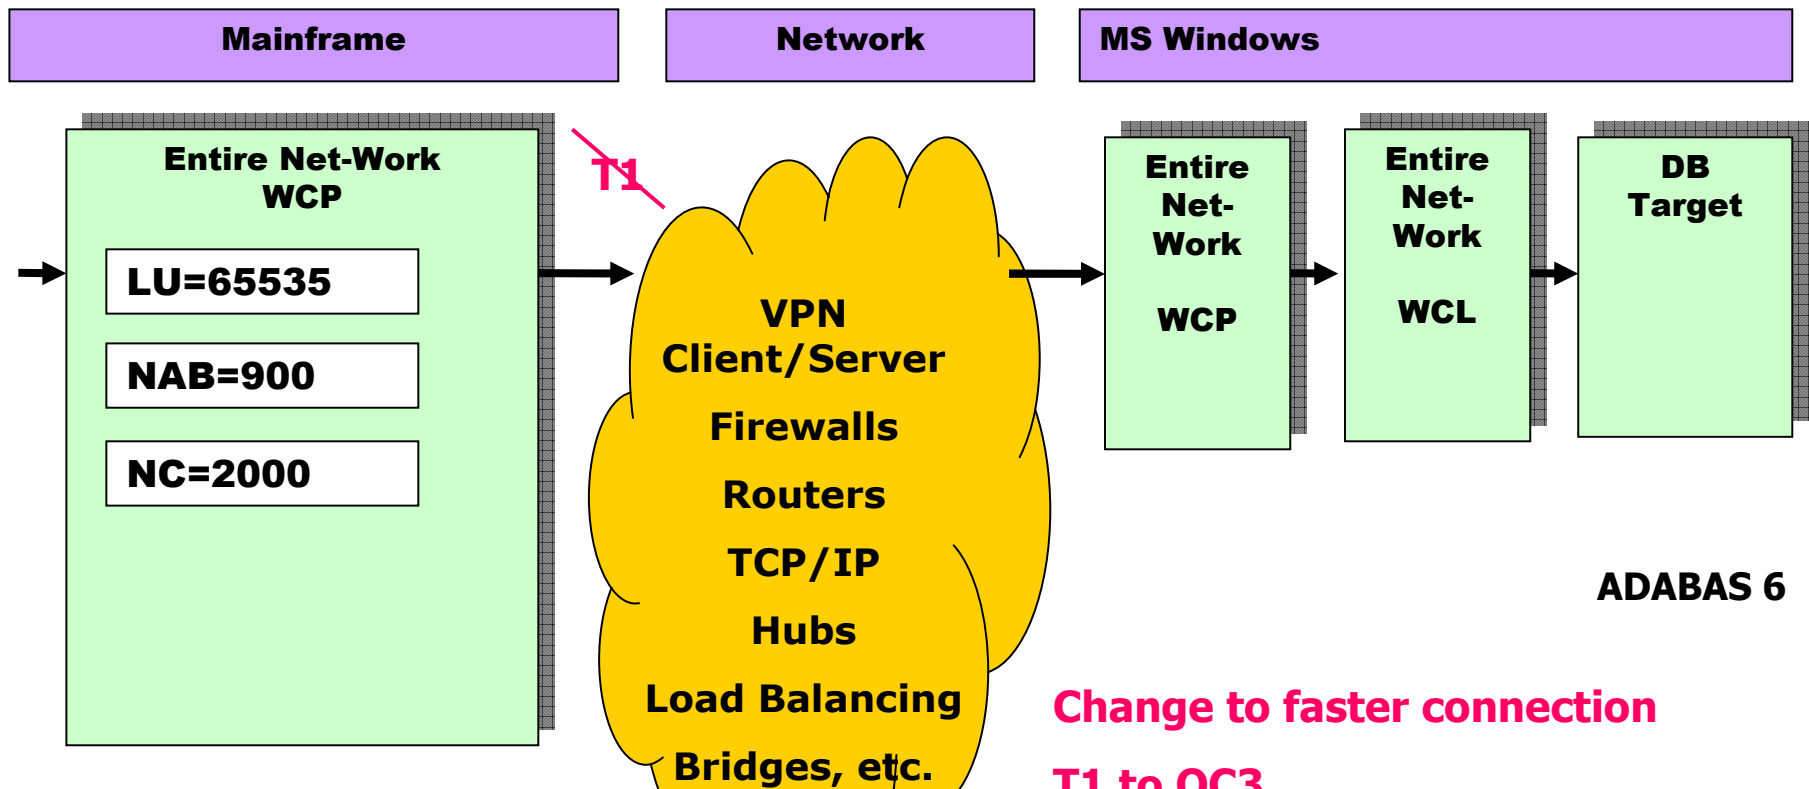 Mainframe
Network
MS Windows
Entire Net-Work
WCP
LU=65535
NAB=900
NC=2000
T1
VPN
Client/Server
Firewalls
Routers
TCP/IP
Hubs
Load Balancing
Bridges, etc.
Entire
Net-
Work
WCP
Entire
Net-
Work
WCL
DB
Target
ADABAS 6
Change to faster connection
T1 to OC3